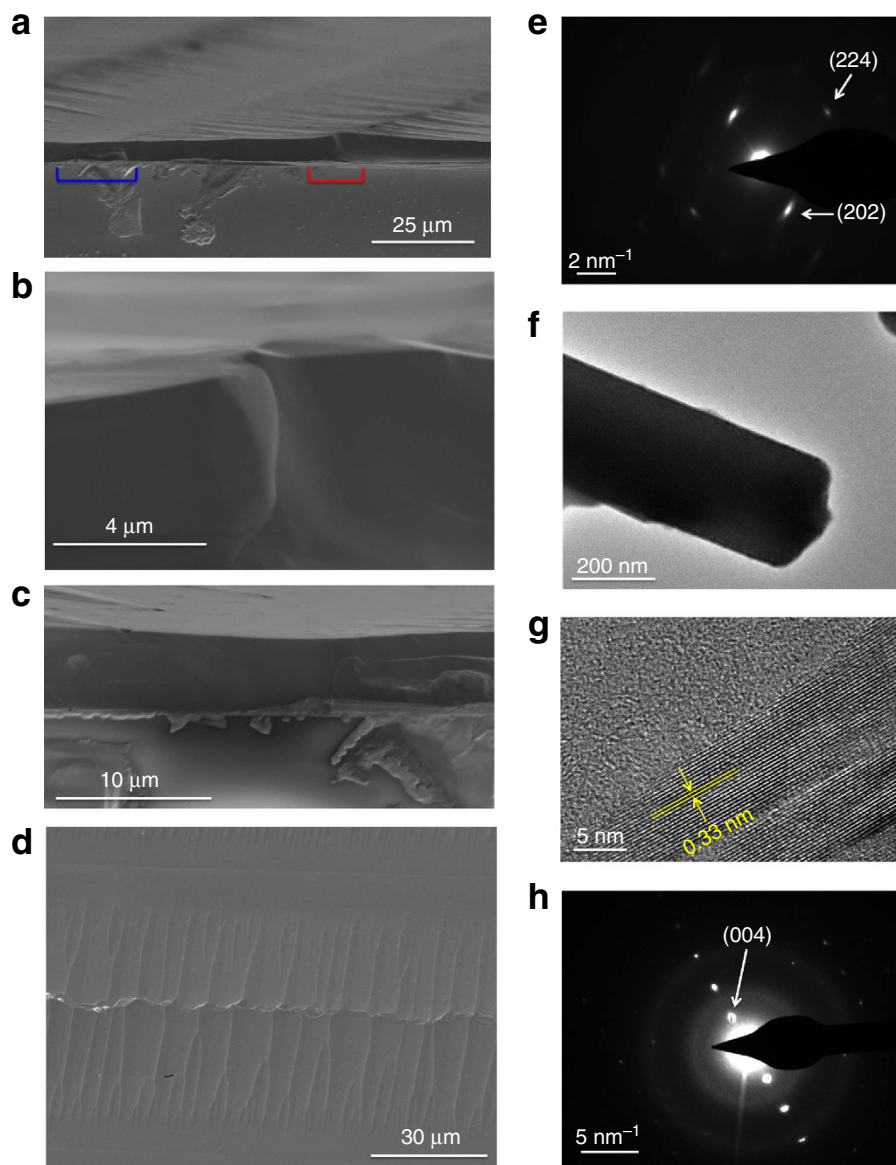 a
25 μm
b
4 μm
c
10 μm
d
30 μm
e
(224)
(202)
2 nm⁻¹
f
200 nm
g
0.33 nm
5 nm
h
(004)
5 nm⁻¹